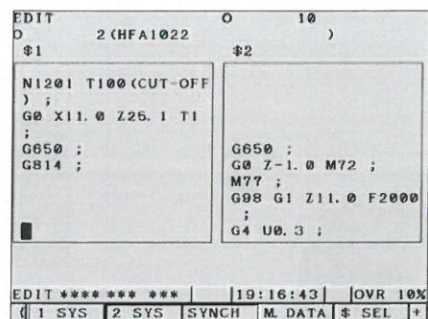 EDIT O 10
O 2 (HFA1022 )
$1 $2
N1201 T100 (CUT-OFF
) ;
G0 X11. 0 Z25. 1 T1
;
G650 ;
G814 ;
G650 ;
G0 Z-1. 0 M72 ;
M77 ;
G98 G1 Z11. 0 F2000
;
G4 U0. 3 ;
EDIT **** *** *** 19:16:43 OVR 10%
( 1 SYS 2 SYS SYNCH M. DATA $ SEL +